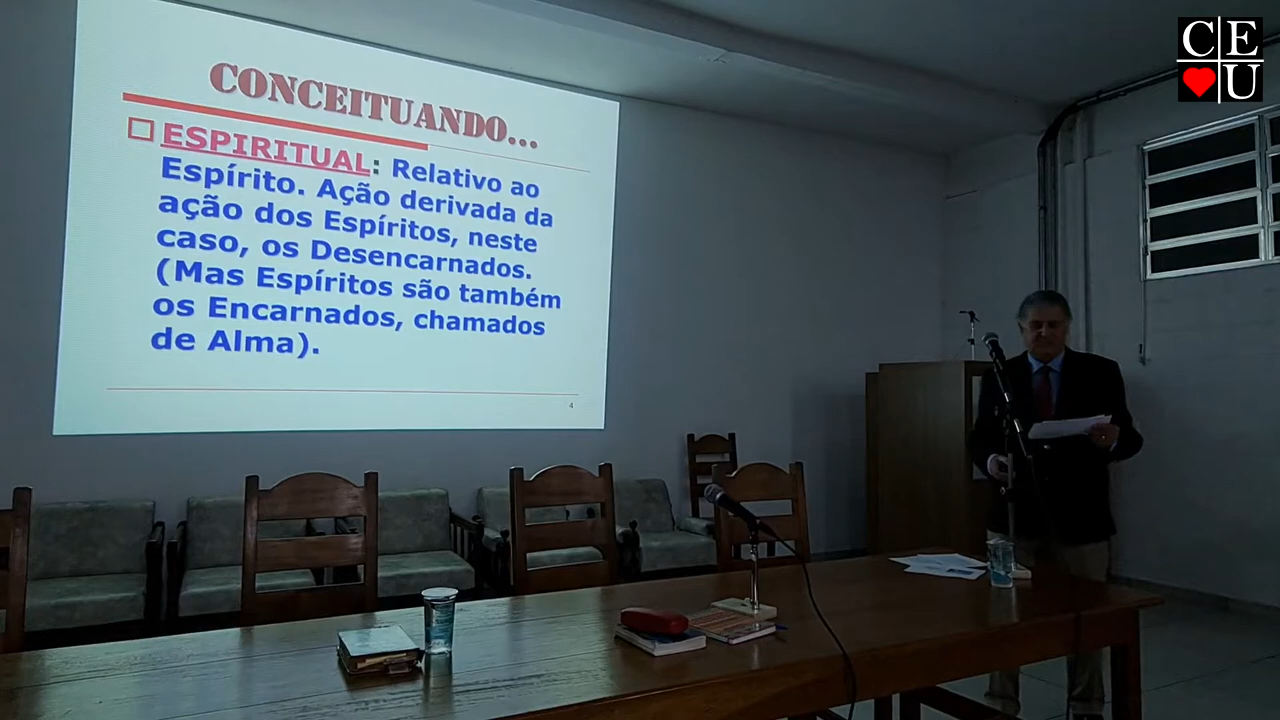 CONCEITUANDO...
ESPIRITUAL: Relativo ao
Espírito. Ação derivada da
ação dos Espíritos, neste
caso, os Desencarnados.
(Mas Espíritos são também
os Encarnados, chamados
de Alma).
4
C E
U